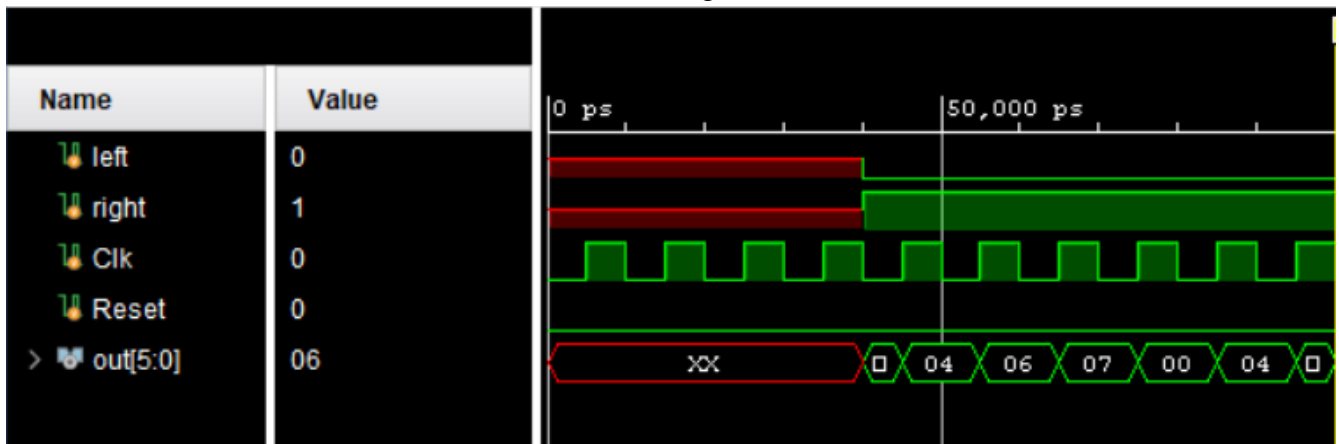 Name Value
0 ps 50,000 ps
left 0
right 1
Clk 0
Reset 0
out[5:0] 06 XX 04 06 07 00 04